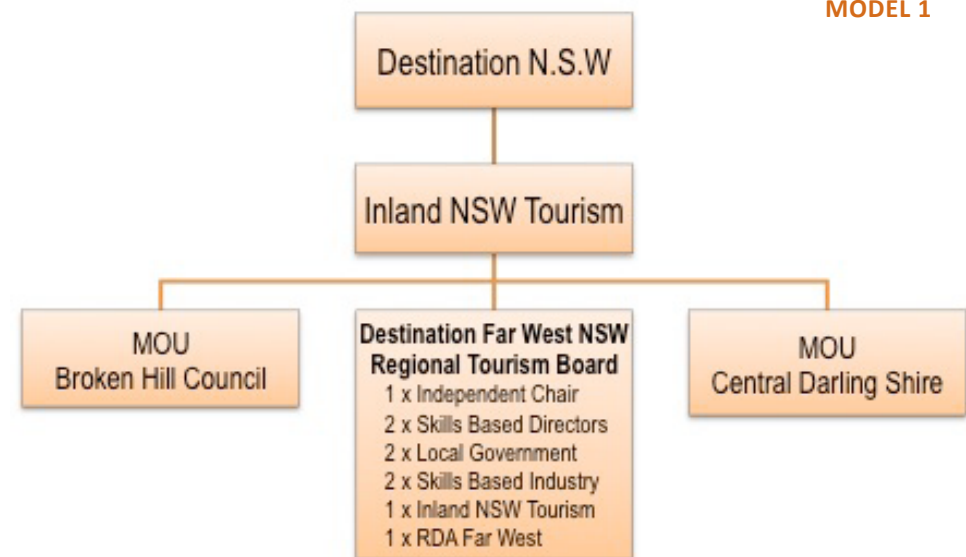 MODEL 1
Destination N.S.W
Inland NSW Tourism
MOU
Broken Hill Council
Destination Far West NSW
Regional Tourism Board
1 x Independent Chair
2 x Skills Based Directors
2 x Local Government
2 x Skills Based Industry
1 x Inland NSW Tourism
1 x RDA Far West
MOU
Central Darling Shire